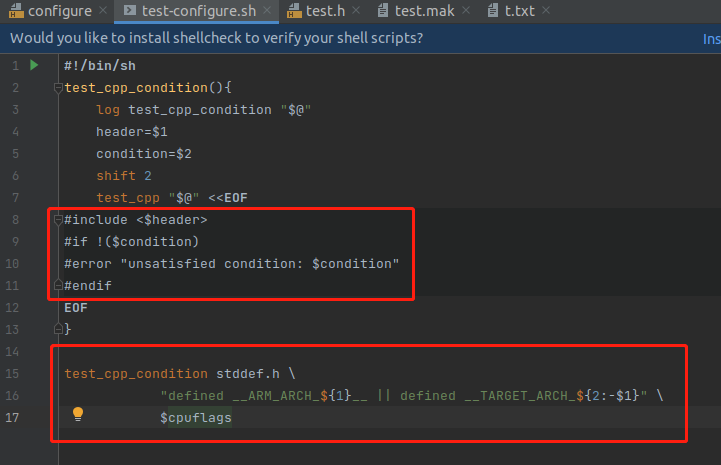 configure
test-configure.sh
test.h
test.mak
t.txt
Would you like to install shellcheck to verify your shell scripts?
Ins
1 #!/bin/sh
2 test_cpp_condition(){
3 log test_cpp_condition "$@"
4 header=$1
5 condition=$2
6 shift 2
7 test_cpp "$@" <<EOF
8 #include <$header>
9 #if !($condition)
10 #error "unsatisfied condition: $condition"
11 #endif
12 EOF
13 }
14
15 test_cpp_condition stddef.h \
16 "defined __ARM_ARCH_${1}__ || defined __TARGET_ARCH_${2:-$1}" \
17 $cpuflags